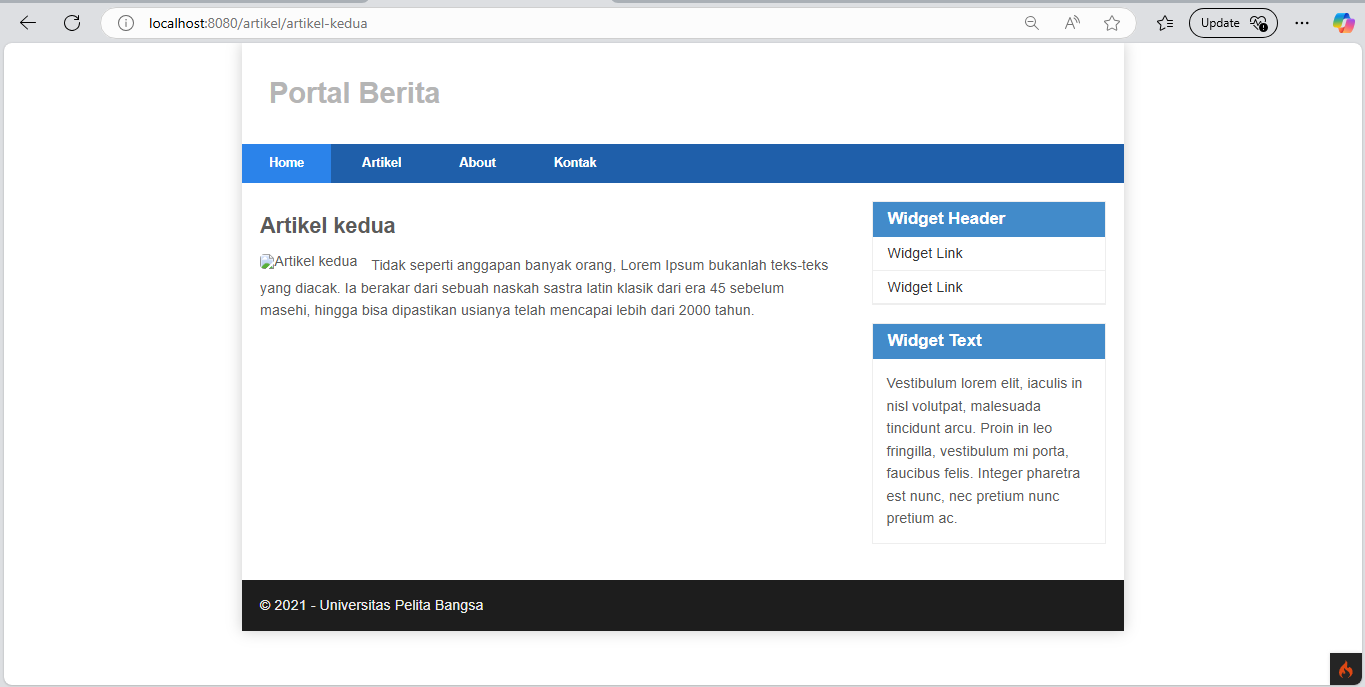 localhost:8080/artikel/artikel-kedua
Update
Portal Berita
Home Artikel About Kontak
Artikel kedua
Artikel kedua Tidak seperti anggapan banyak orang, Lorem Ipsum bukanlah teks-teks
yang diacak. Ia berakar dari sebuah naskah sastra latin klasik dari era 45 sebelum
masehi, hingga bisa dipastikan usianya telah mencapai lebih dari 2000 tahun.
Widget Header
Widget Link
Widget Link
Widget Text
Vestibulum lorem elit, iaculis in
nisl volutpat, malesuada
tincidunt arcu. Proin in leo
fringilla, vestibulum mi porta,
faucibus felis. Integer pharetra
est nunc, nec pretium nunc
pretium ac.
© 2021 - Universitas Pelita Bangsa